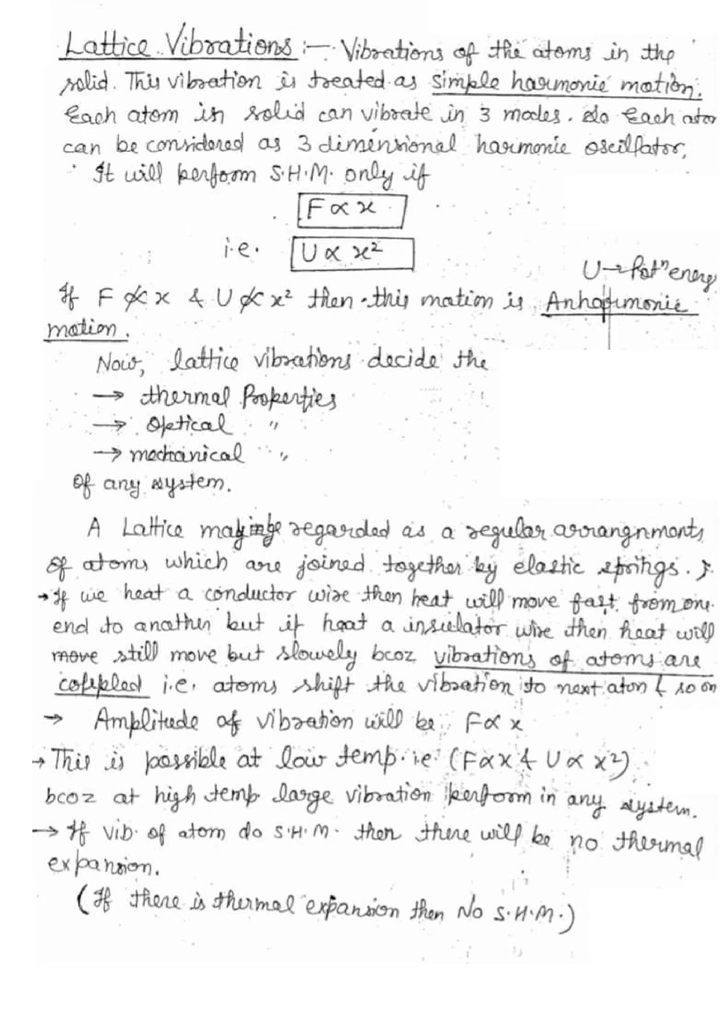 Lattice Vibrations :- Vibrations of the atoms in the
solid. This vibration is treated as simple harmonic motion.
Each atom in solid can vibrate in 3 modes. So Each ator
can be considered as 3 dimensional harmonic oscillator,
It will perform S.H.M. only if
F ∝ x
i.e. U ∝ x²
U → Potⁿ energy
If F ∝̸ x & U ∝̸ x² then this motion is Anharmonic
motion.
Now, lattice vibrations decide the
→ thermal Properties
→ Optical "
→ mechanical "
Of any system.
A Lattice may be regarded as a regular arrangnments
of atoms which are joined together by elastic springs.
→ If we heat a conductor wire then heat will move fast from one
end to another but if heat a insulator wire then heat will
move still move but slowely bcoz vibrations of atoms are
coupled i.e. atoms shift the vibration to next atom & so on
→ Amplitude of vibration will be F ∝ x
→ This is possible at low temp. i.e (F∝x & U ∝ x²)
bcoz at high temp large vibration perform in any system.
→ If vib. of atom do S.H.M. then there will be no thermal
expansion.
(If there is thermal expansion then No S.H.M.)